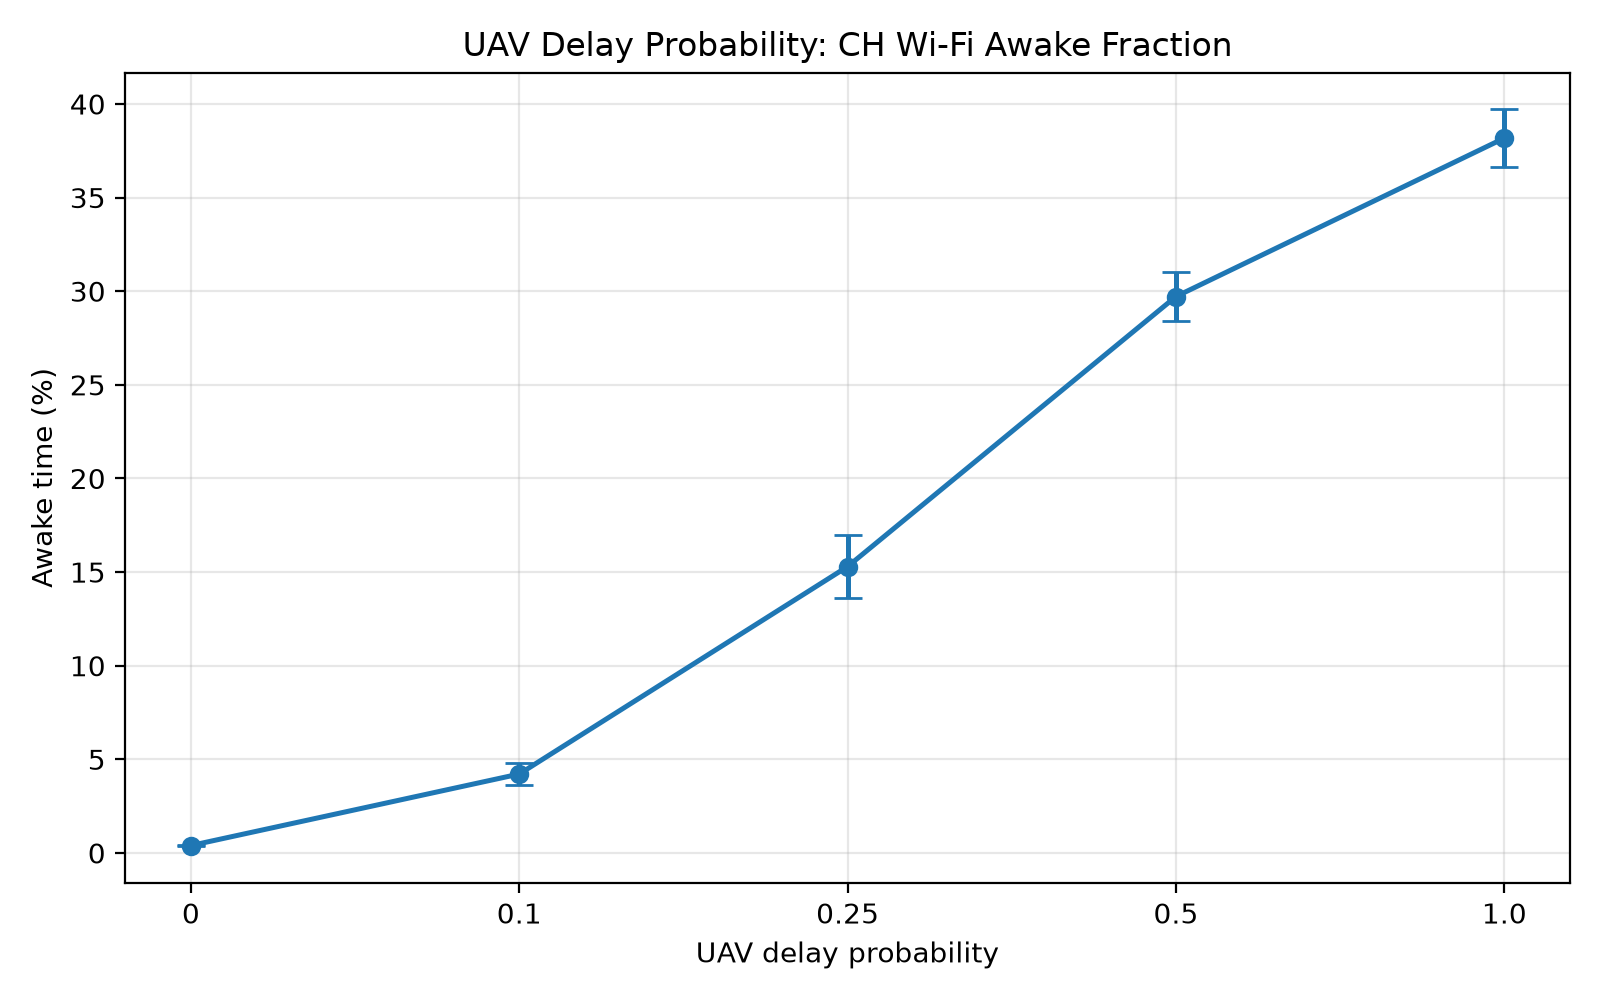 UAV Delay Probability: CH Wi-Fi Awake Fraction
Awake time (%)
40
35
30
25
20
15
10
5
0
0 0.1 0.25 0.5 1.0
UAV delay probability